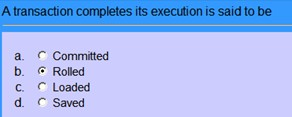 A transaction completes its execution is said to be
a. Committed
b. Rolled
c. Loaded
d. Saved